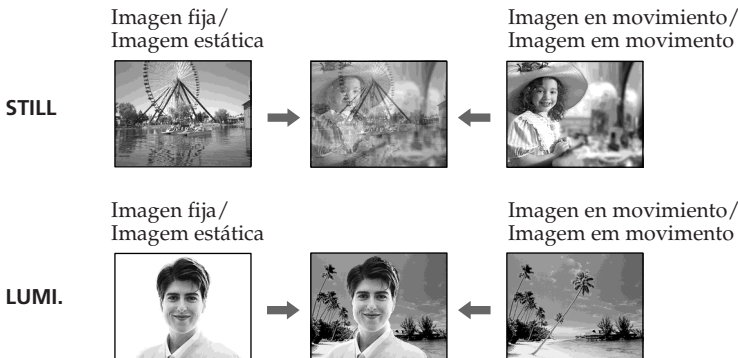 Imagen fija/
Imagem estática
Imagen en movimiento/
Imagem em movimento
STILL
Imagen fija/
Imagem estática
Imagen en movimiento/
Imagem em movimento
LUMI.